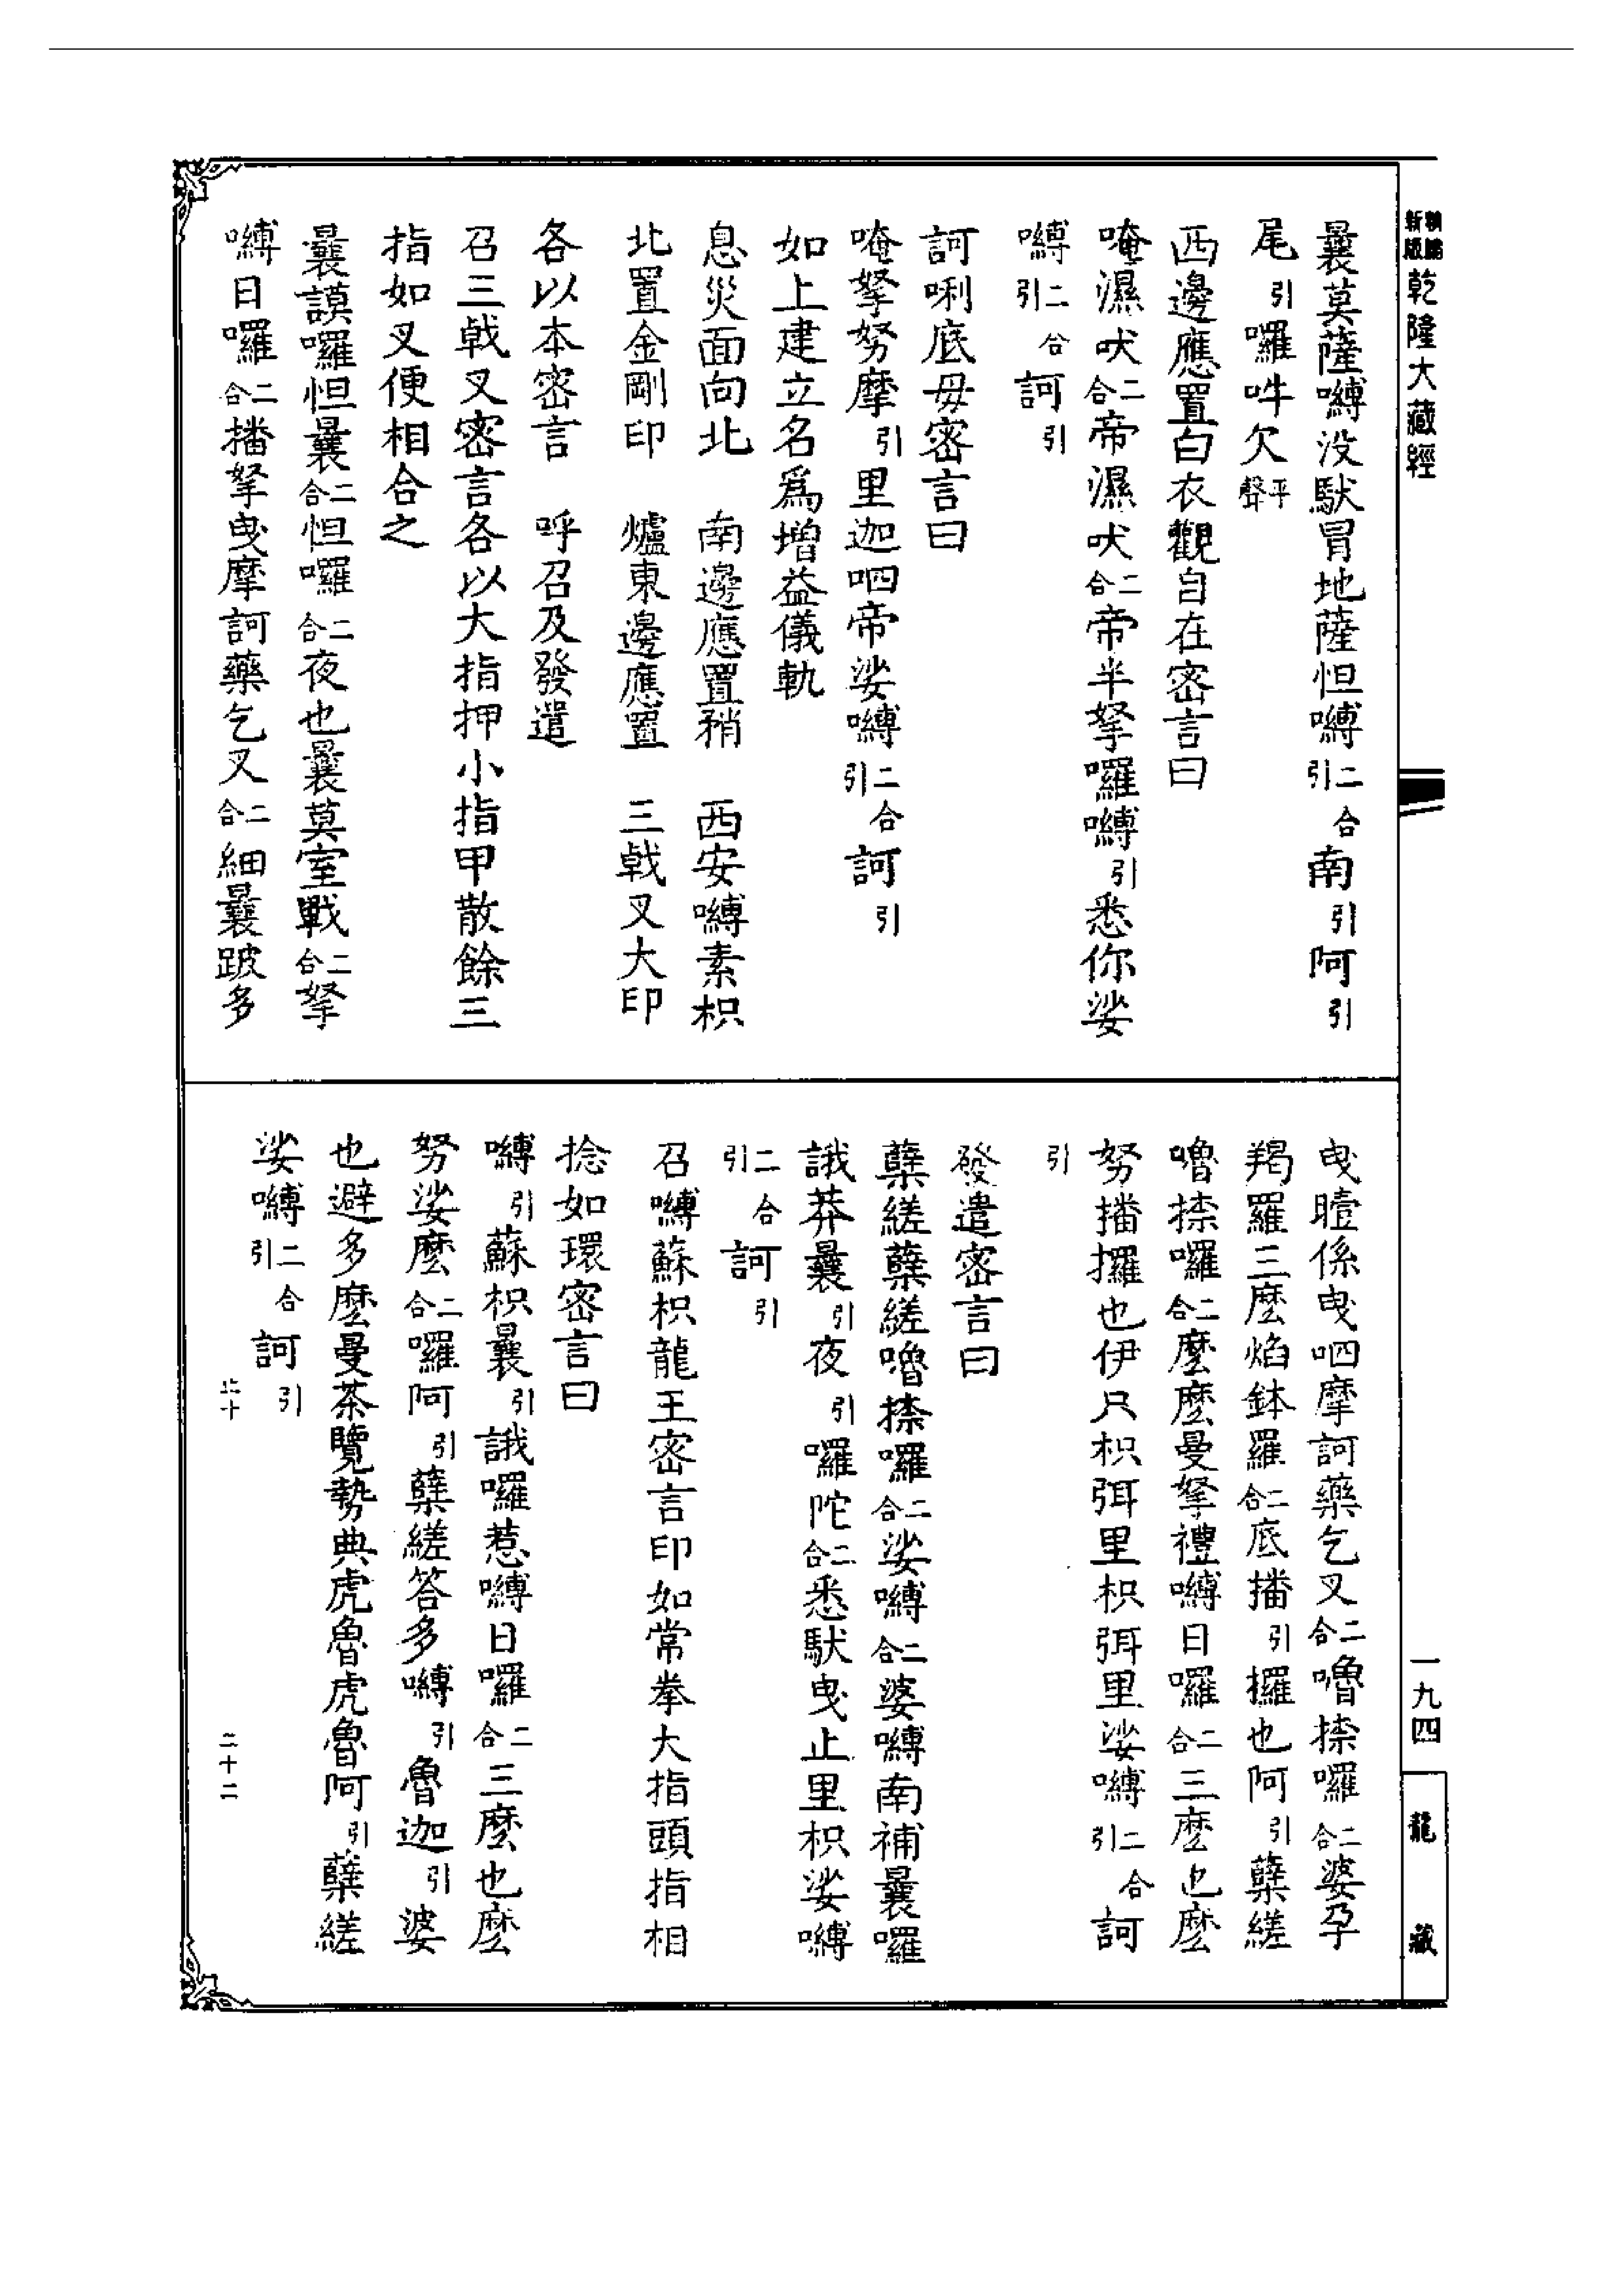 新版
乾隆大藏經
曩莫薩嚩没馱冒地薩怛嚩二合引南引阿引
尾引囉吽欠平聲
西邊應置白衣觀自在密言曰
唵濕吠二合帝濕吠二合帝半拏囉嚩引悉你娑
嚩二合引訶引
訶唎底母密言曰
唵拏努摩引里迦呬帝娑嚩二合引訶引
如上建立名爲增益儀軌
息災面向北　南邊應置矟　西安嚩素枳
北置金剛印　爐東邊應置　三戟叉大印
各以本密言　呼召及發遣
召三戟叉密言各以大指押小指甲散餘三
指如叉便相合之
曩謨囉怛曩二合怛囉二合夜也曩莫室戰二合拏
嚩日囉二合播拏曳摩訶藥乞叉二合細曩跛多
曳曀係曳呬摩訶藥乞叉二合嚕捺囉二合婆孕
羯羅三麼焰鉢羅二合底播引攞也阿引蘗縒
嚕捺囉二合麼麼曼拏禮嚩日囉二合三麼也麼
努播攞也伊只枳弭里枳弭里娑嚩二合引訶
引
發遣密言曰
蘗縒蘗縒嚕捺囉二合娑嚩二合婆嚩南補曩囉
誐莽曩引夜引囉陀二合悉馱曳止里枳娑嚩
二合引訶引
召嚩蘇枳龍王密言印如常拳大指頭指相
捻如環密言曰
嚩引蘇枳曩引誐囉惹嚩日囉二合三麼也麼
努娑麼二合囉阿引蘗縒答多嚩引魯迦引婆
也避多麼曼荼覽勢典虎魯虎魯阿引蘗縒
娑嚩二合引訶引
二十二
一九四
龍藏